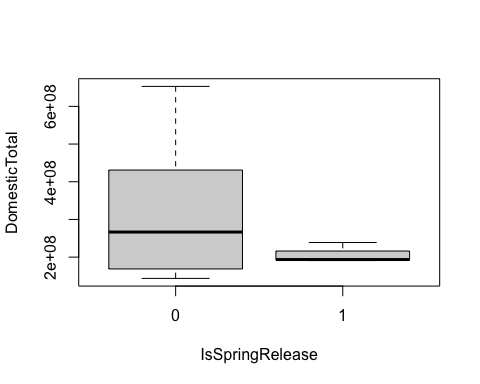 DomesticTotal
6e+08
4e+08
2e+08
0
1
IsSpringRelease